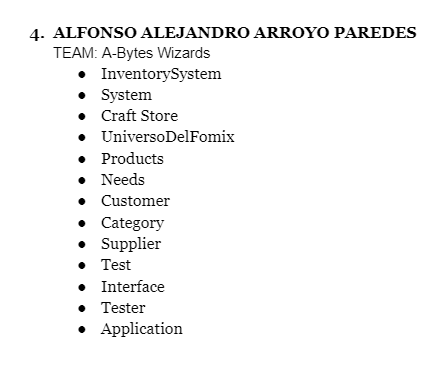 4. ALFONSO ALEJANDRO ARROYO PAREDES
TEAM: A-Bytes Wizards
● InventorySystem
● System
● Craft Store
● UniversoDelFomix
● Products
● Needs
● Customer
● Category
● Supplier
● Test
● Interface
● Tester
● Application